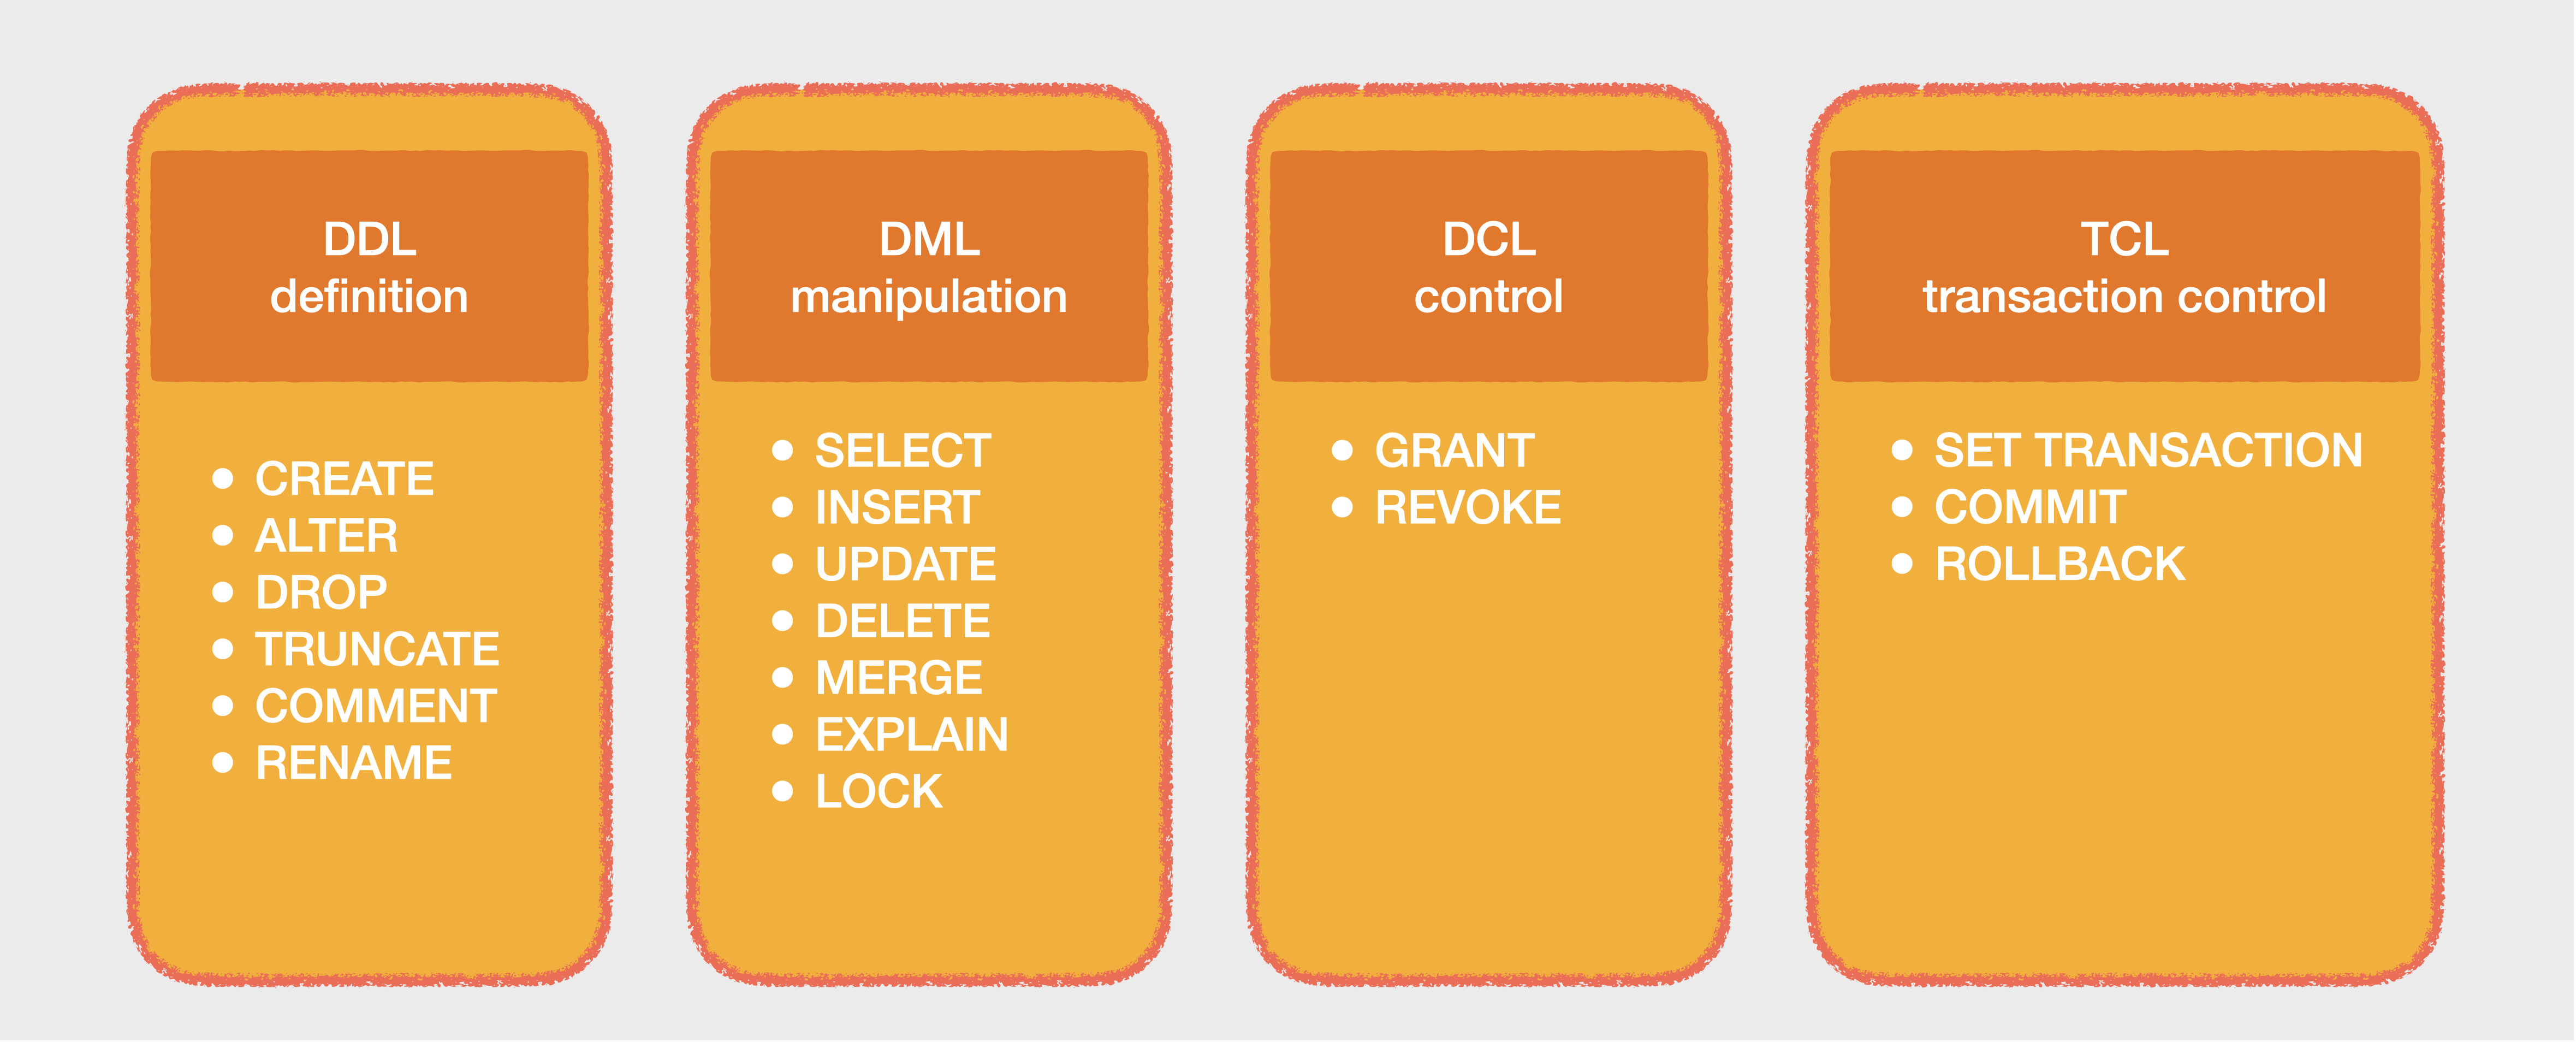 DDL
definition
● CREATE
● ALTER
● DROP
● TRUNCATE
● COMMENT
● RENAME
DML
manipulation
● SELECT
● INSERT
● UPDATE
● DELETE
● MERGE
● EXPLAIN
● LOCK
DCL
control
● GRANT
● REVOKE
TCL
transaction control
● SET TRANSACTION
● COMMIT
● ROLLBACK